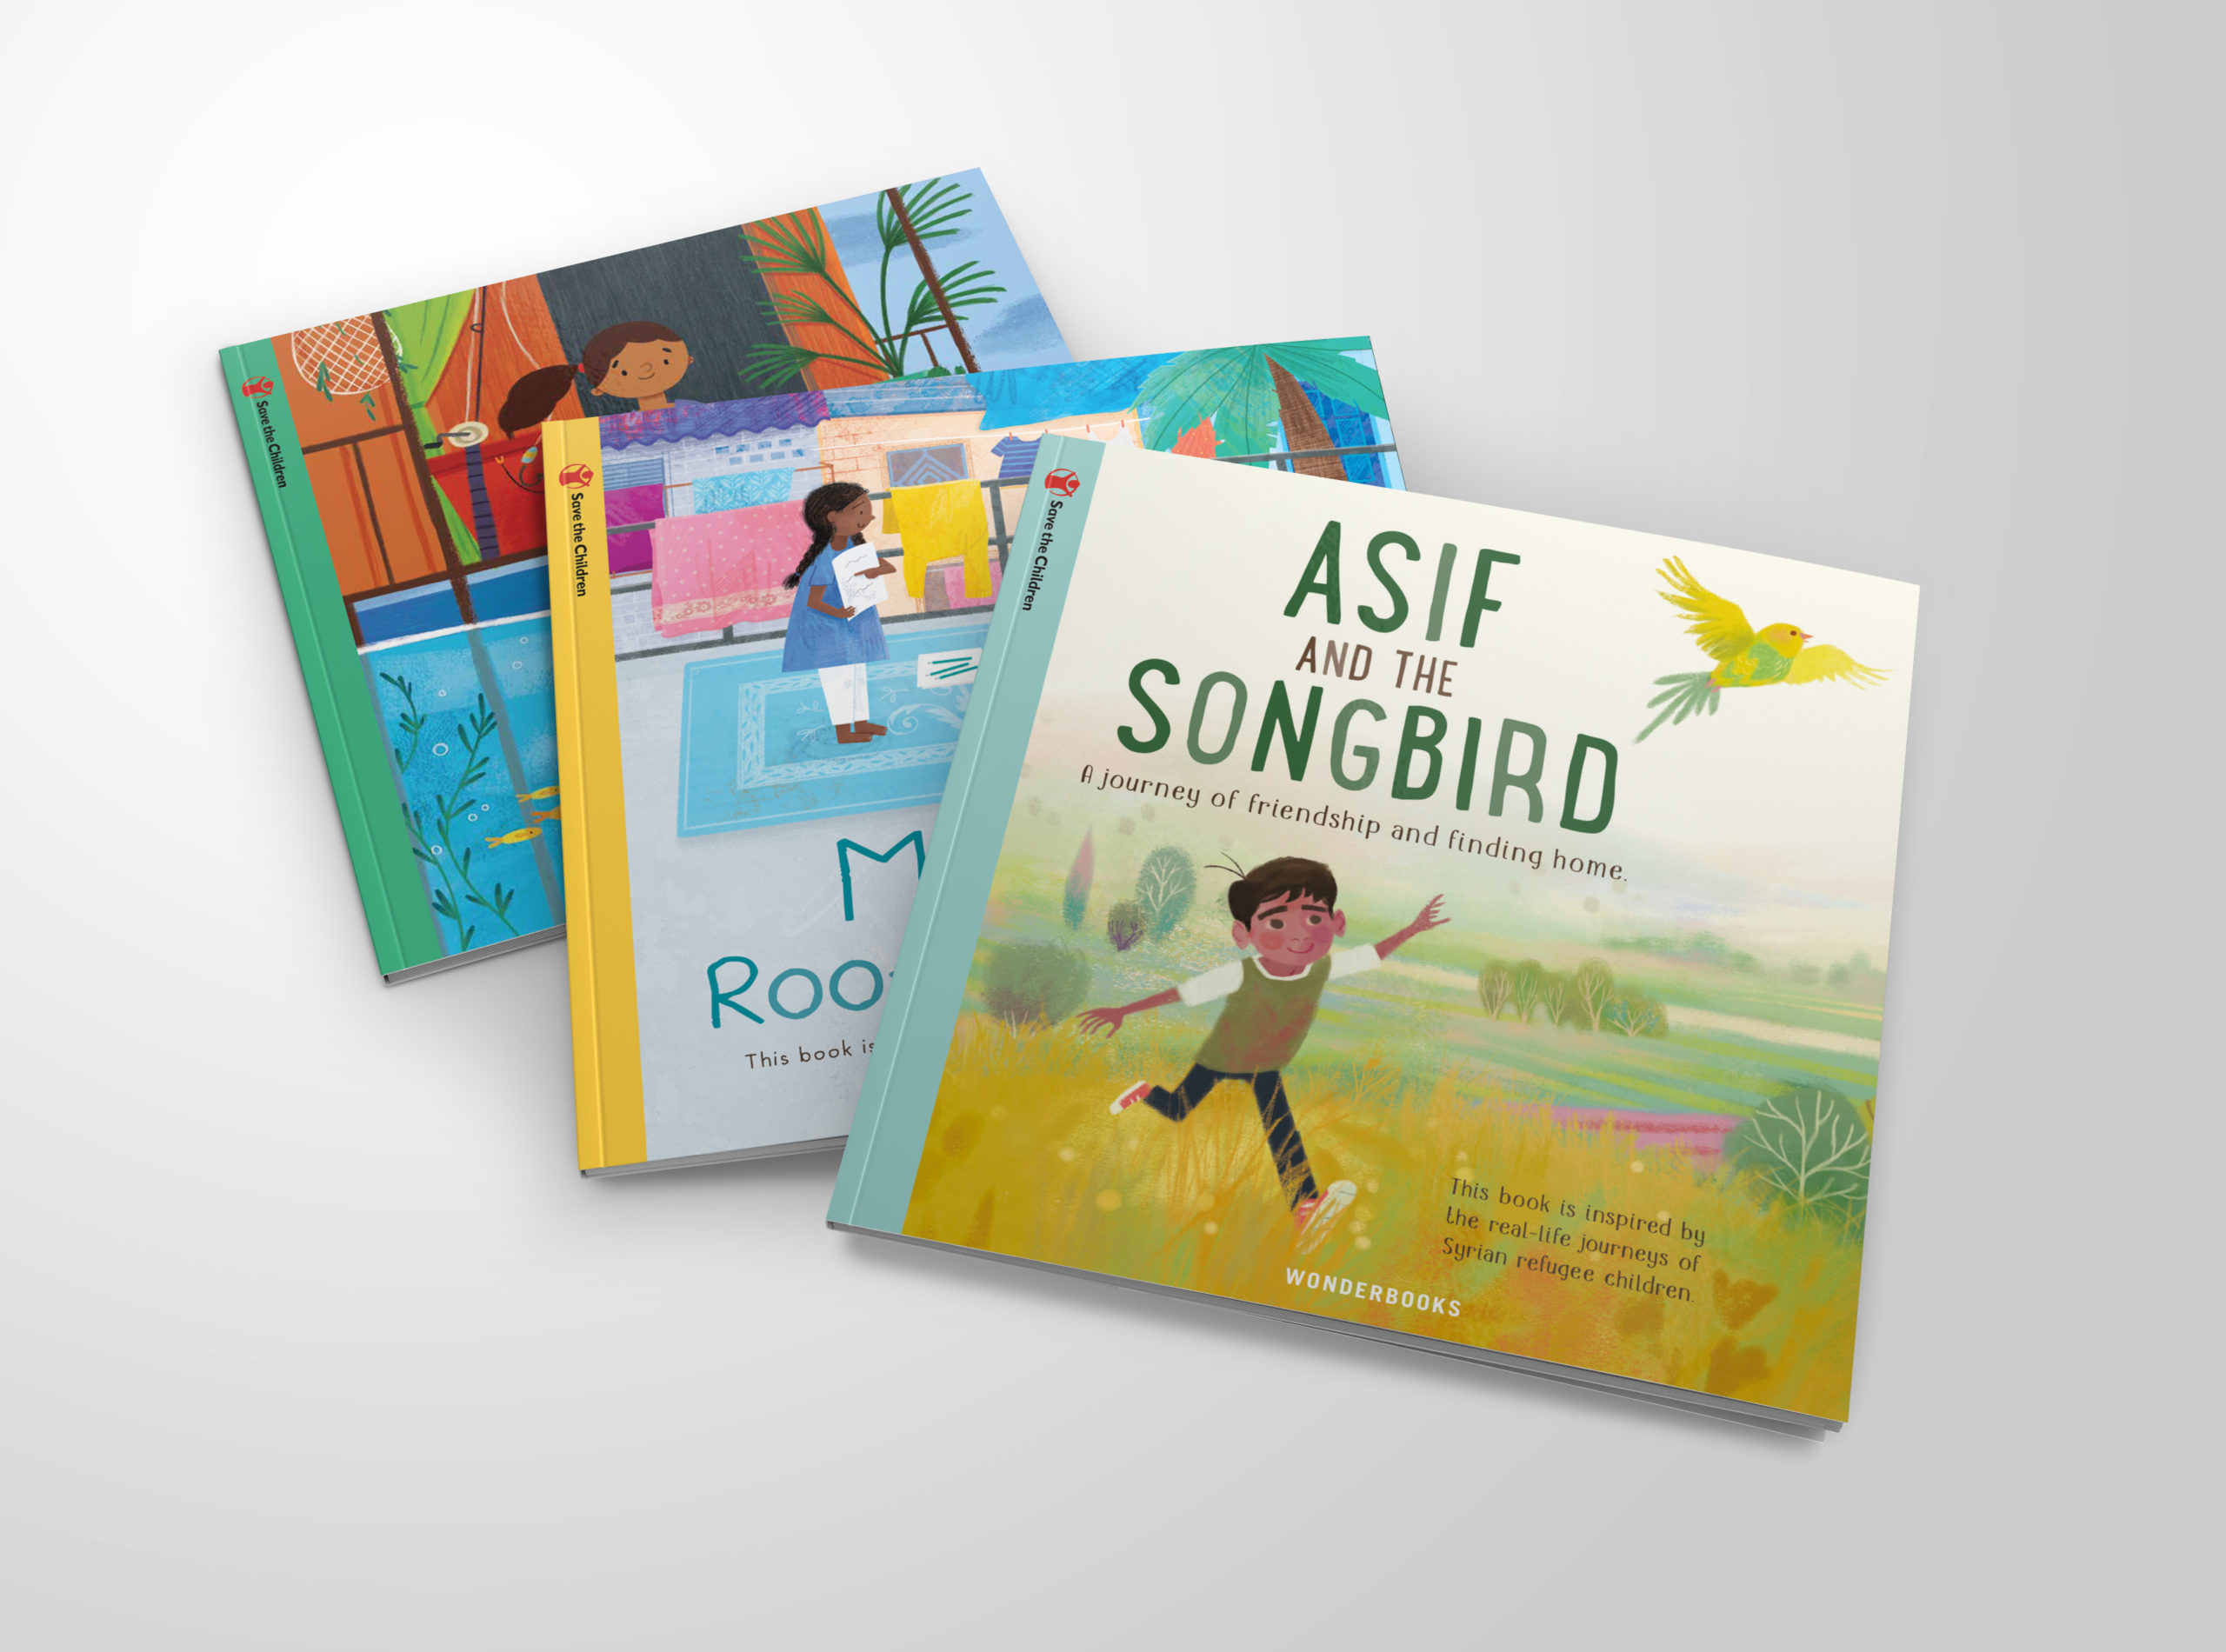 Save the Children
Save the Children
M
Roo
This book is
Save the Children
ASIF
AND THE
SONGBIRD
A journey of friendship and finding home.
This book is inspired by
the real-life journeys of
Syrian refugee children.
WONDERBOOKS